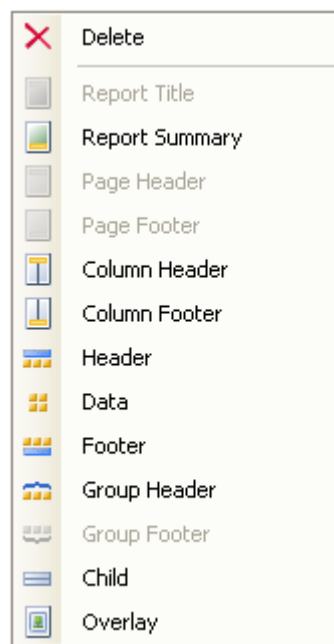 Delete
Report Title
Report Summary
Page Header
Page Footer
Column Header
Column Footer
Header
Data
Footer
Group Header
Group Footer
Child
Overlay